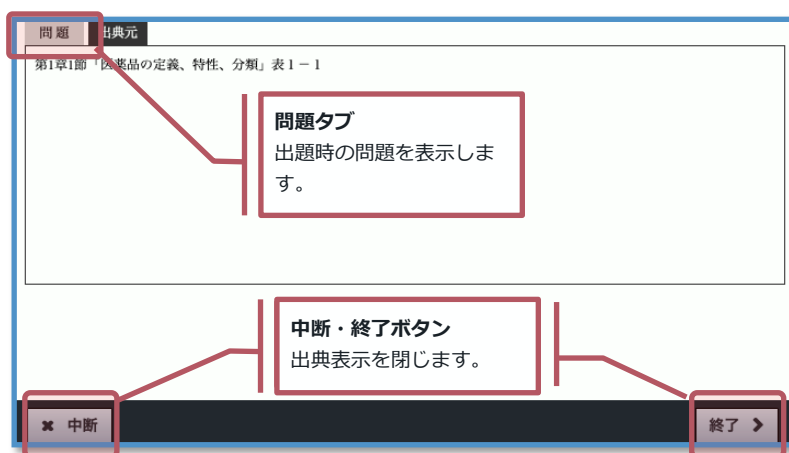 問題
出典元
第1章1節「医薬品の定義、特性、分類」表1－1
問題タブ
出題時の問題を表示しま
す。
中断・終了ボタン
出典表示を閉じます。
✖ 中断
終了 ❯